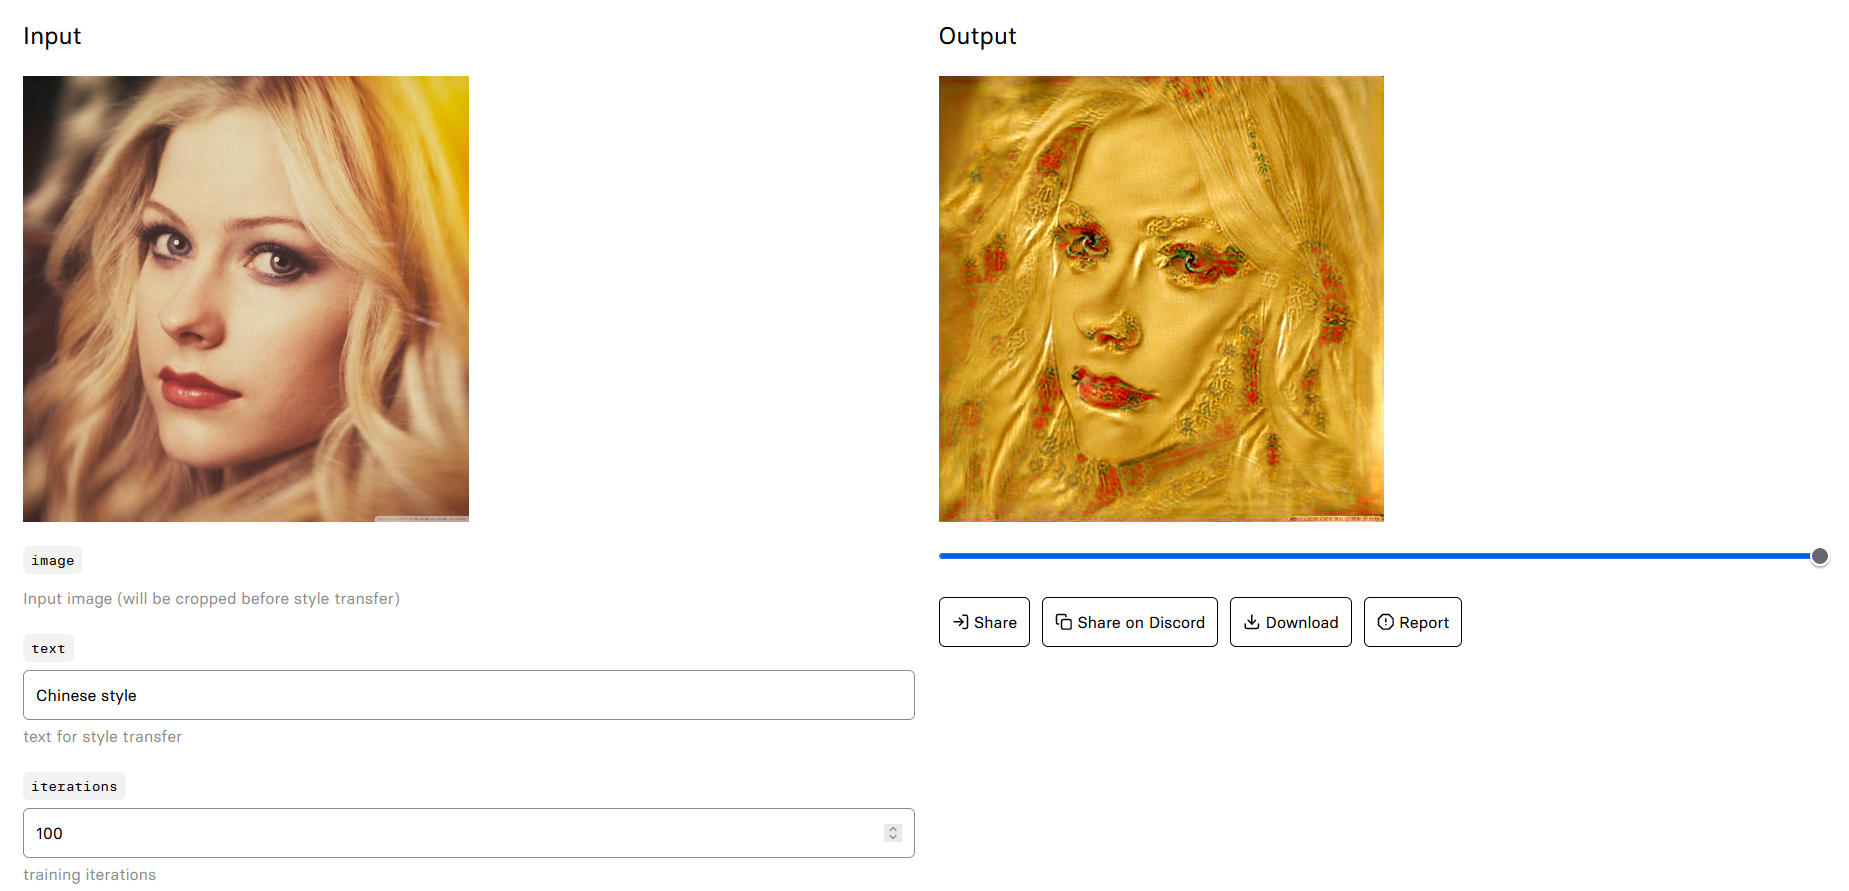 Input
Output
image
Input image (will be cropped before style transfer)
text
Chinese style
text for style transfer
iterations
100
training iterations
Share
Share on Discord
Download
Report